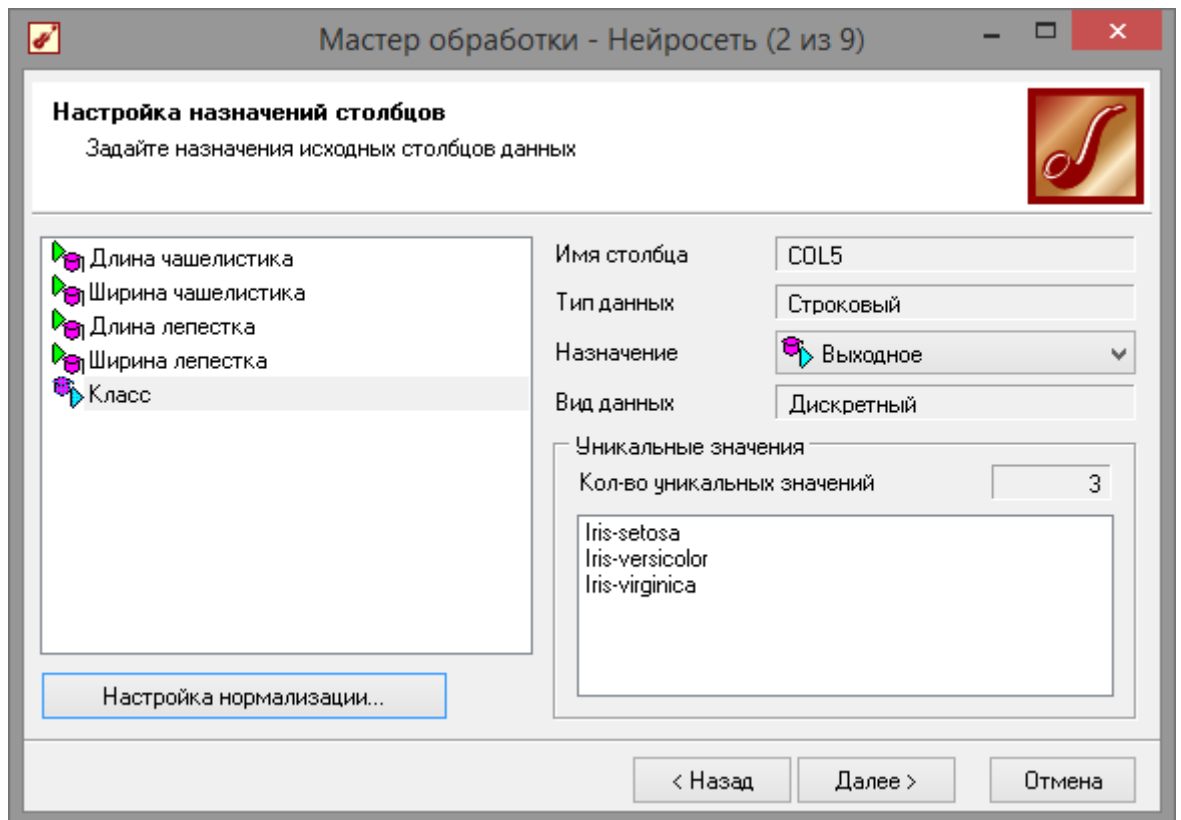 Мастер обработки - Нейросеть (2 из 9)
Настройка назначений столбцов
Задайте назначения исходных столбцов данных
Длина чашелистика
Ширина чашелистика
Длина лепестка
Ширина лепестка
Класс
Настройка нормализации...
Имя столбца COL5
Тип данных Строковый
Назначение Выходное
Вид данных Дискретный
Уникальные значения
Кол-во уникальных значений 3
Iris-setosa
Iris-versicolor
Iris-virginica
< Назад Далее > Отмена